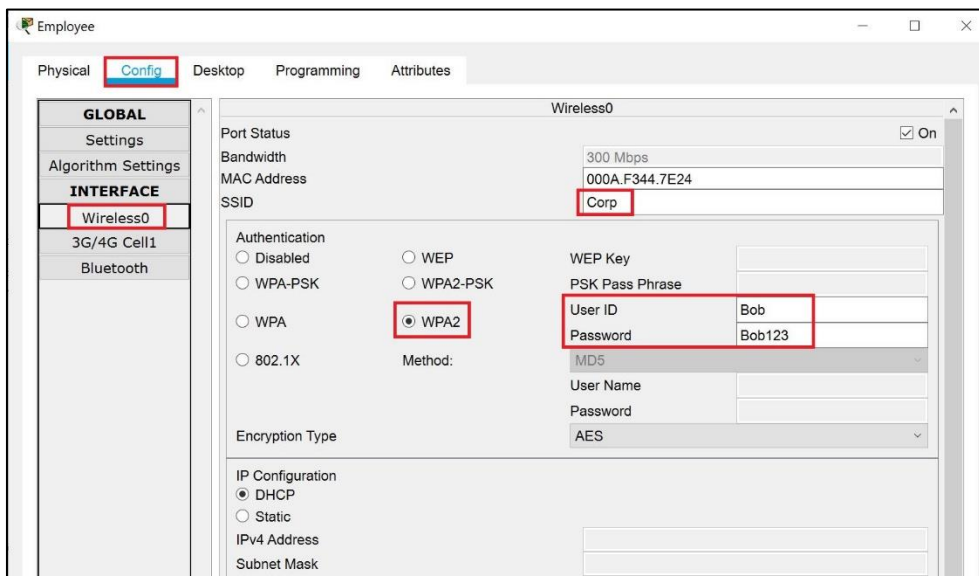 Employee
Physical Config Desktop Programming Attributes
GLOBAL
Settings
Algorithm Settings
INTERFACE
Wireless0
3G/4G Cell1
Bluetooth
Wireless0
Port Status On
Bandwidth 300 Mbps
MAC Address 000A.F344.7E24
SSID Corp
Authentication
Disabled WEP WEP Key
WPA-PSK WPA2-PSK PSK Pass Phrase
WPA WPA2 User ID Bob
Password Bob123
802.1X Method: MD5
User Name
Password
Encryption Type AES
IP Configuration
DHCP
Static
IPv4 Address
Subnet Mask